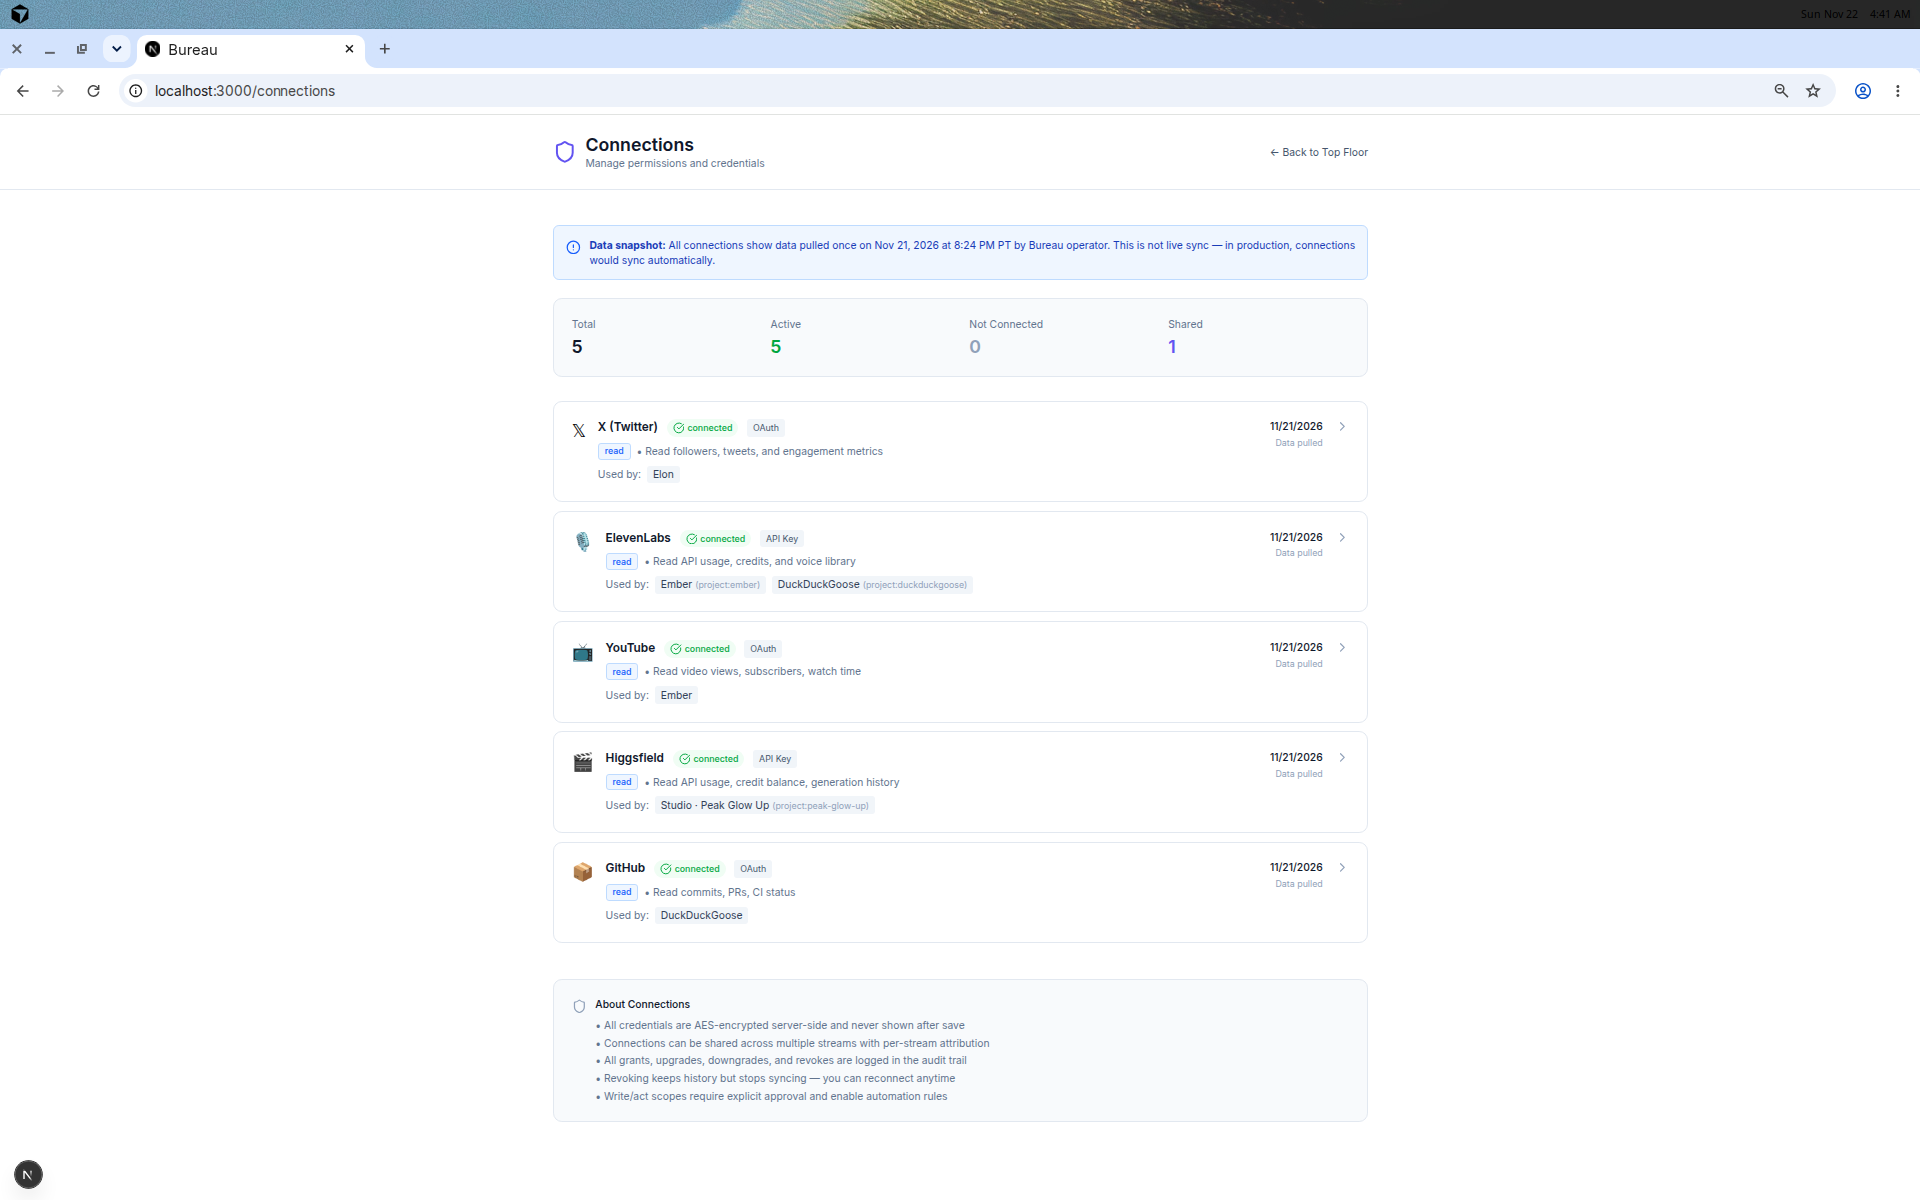 Sun Nov 22 4:41 AM
Bureau
localhost:3000/connections
Connections
Manage permissions and credentials
← Back to Top Floor
Data snapshot: All connections show data pulled once on Nov 21, 2026 at 8:24 PM PT by Bureau operator. This is not live sync — in production, connections
would sync automatically.
Total
5
Active
5
Not Connected
0
Shared
1
𝕏 X (Twitter) connected OAuth
read • Read followers, tweets, and engagement metrics
Used by: Elon
11/21/2026
Data pulled
ElevenLabs connected API Key
read • Read API usage, credits, and voice library
Used by: Ember (project:ember) DuckDuckGoose (project:duckduckgoose)
11/21/2026
Data pulled
YouTube connected OAuth
read • Read video views, subscribers, watch time
Used by: Ember
11/21/2026
Data pulled
Higgsfield connected API Key
read • Read API usage, credit balance, generation history
Used by: Studio · Peak Glow Up (project:peak-glow-up)
11/21/2026
Data pulled
GitHub connected OAuth
read • Read commits, PRs, CI status
Used by: DuckDuckGoose
11/21/2026
Data pulled
About Connections
• All credentials are AES-encrypted server-side and never shown after save
• Connections can be shared across multiple streams with per-stream attribution
• All grants, upgrades, downgrades, and revokes are logged in the audit trail
• Revoking keeps history but stops syncing — you can reconnect anytime
• Write/act scopes require explicit approval and enable automation rules
N